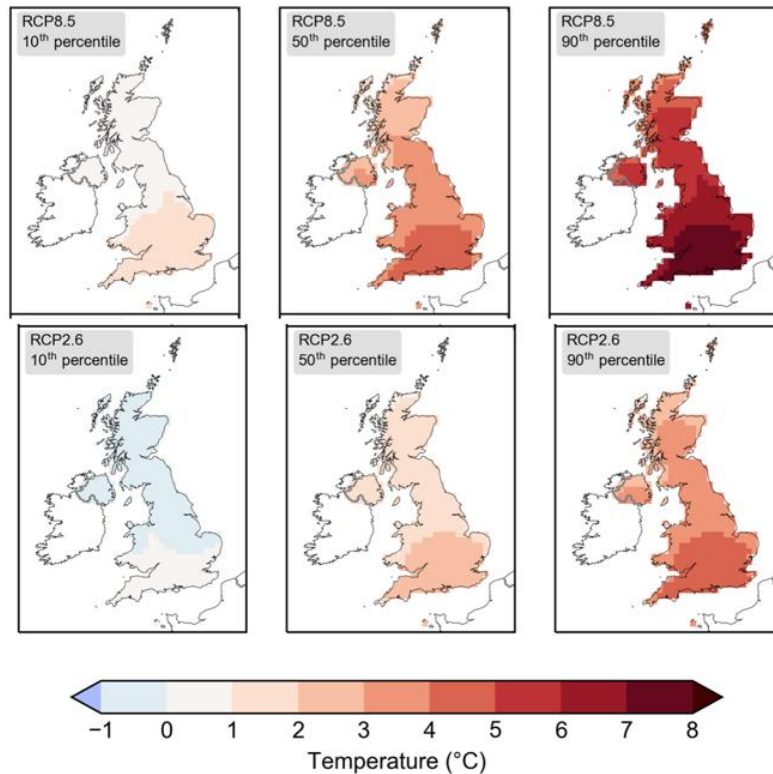 RCP8.5
10th percentile
RCP8.5
50th percentile
RCP8.5
90th percentile
RCP2.6
10th percentile
RCP2.6
50th percentile
RCP2.6
90th percentile
−1 0 1 2 3 4 5 6 7 8
Temperature (°C)